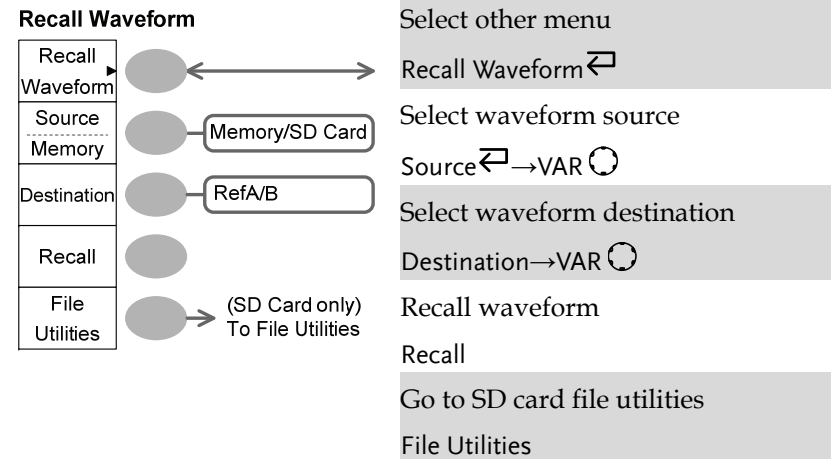 Recall Waveform
Recall
Waveform
Source
Memory
Memory/SD Card
Destination
RefA/B
Recall
File
Utilities
(SD Card only)
To File Utilities
Select other menu
Recall Waveform
Select waveform source
Source→VAR
Select waveform destination
Destination→VAR
Recall waveform
Recall
Go to SD card file utilities
File Utilities